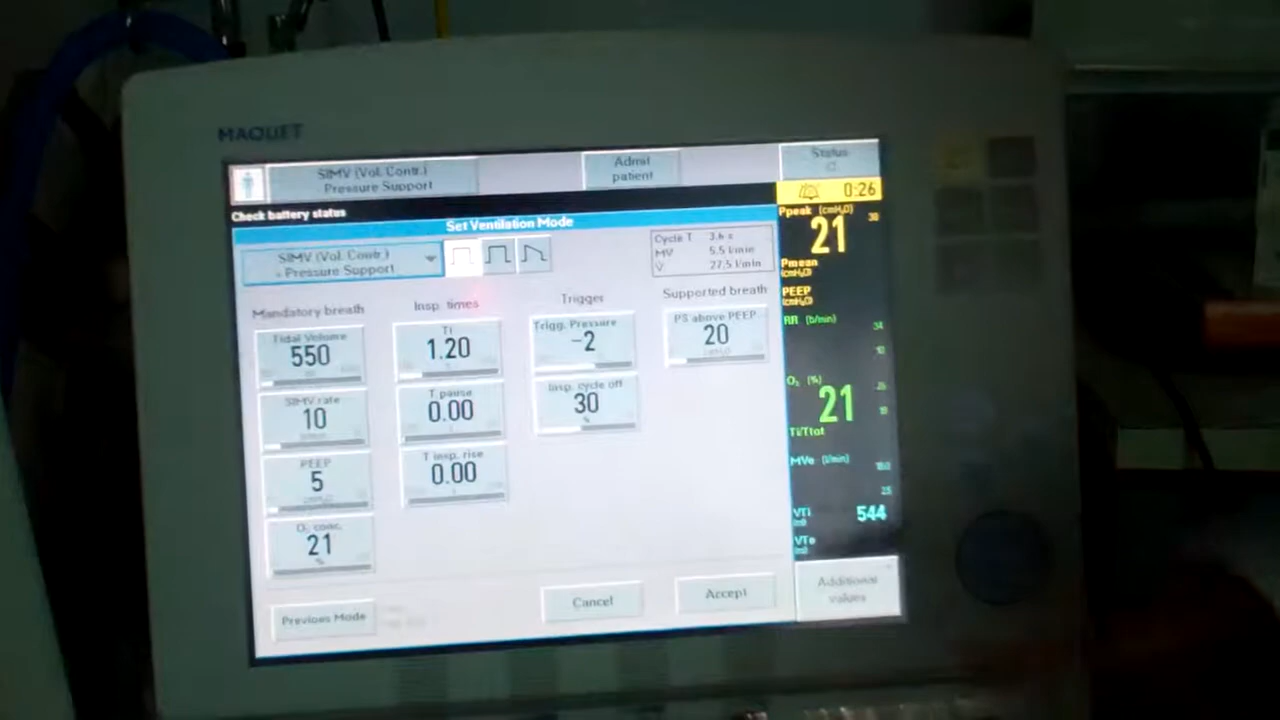 MAQUET
SIMV (Vol. Contr.)
Pressure Support
Admit
patient
Status
Check battery status
0:26
Set Ventilation Mode
SIMV (Vol. Contr.)
+ Pressure Support
Cycle T 3.6 s
MV 5.5 l/min
V 27.5 l/min
Ppeak (cmH₂O)
21
30
Pmean
(cmH₂O)
PEEP
(cmH₂O)
Mandatory breath
Insp. times
Trigger
Supported breath
Tidal Volume
550
Ti
1.20
Trigg. Pressure
-2
PS above PEEP
20
cmH₂O
RR (b/min)
SIMV rate
10
T pause
0.00
s
Insp. cycle off
30
%
O₂ (%)
21
Ti/Ttot
PEEP
5
cmH₂O
T insp. rise
0.00
s
MVe (l/min)
O₂ conc.
21
%
VTi
(ml)
544
VTe
(ml)
Previous Mode
Cancel
Accept
Additional
values